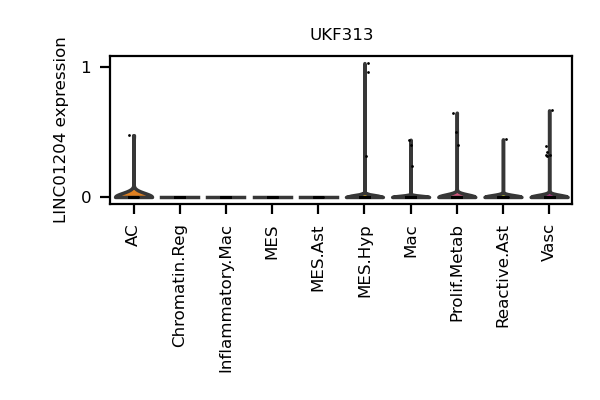 UKF313
LINC01204 expression
1
0
AC
Chromatin.Reg
Inflammatory.Mac
MES
MES.Ast
MES.Hyp
Mac
Prolif.Metab
Reactive.Ast
Vasc